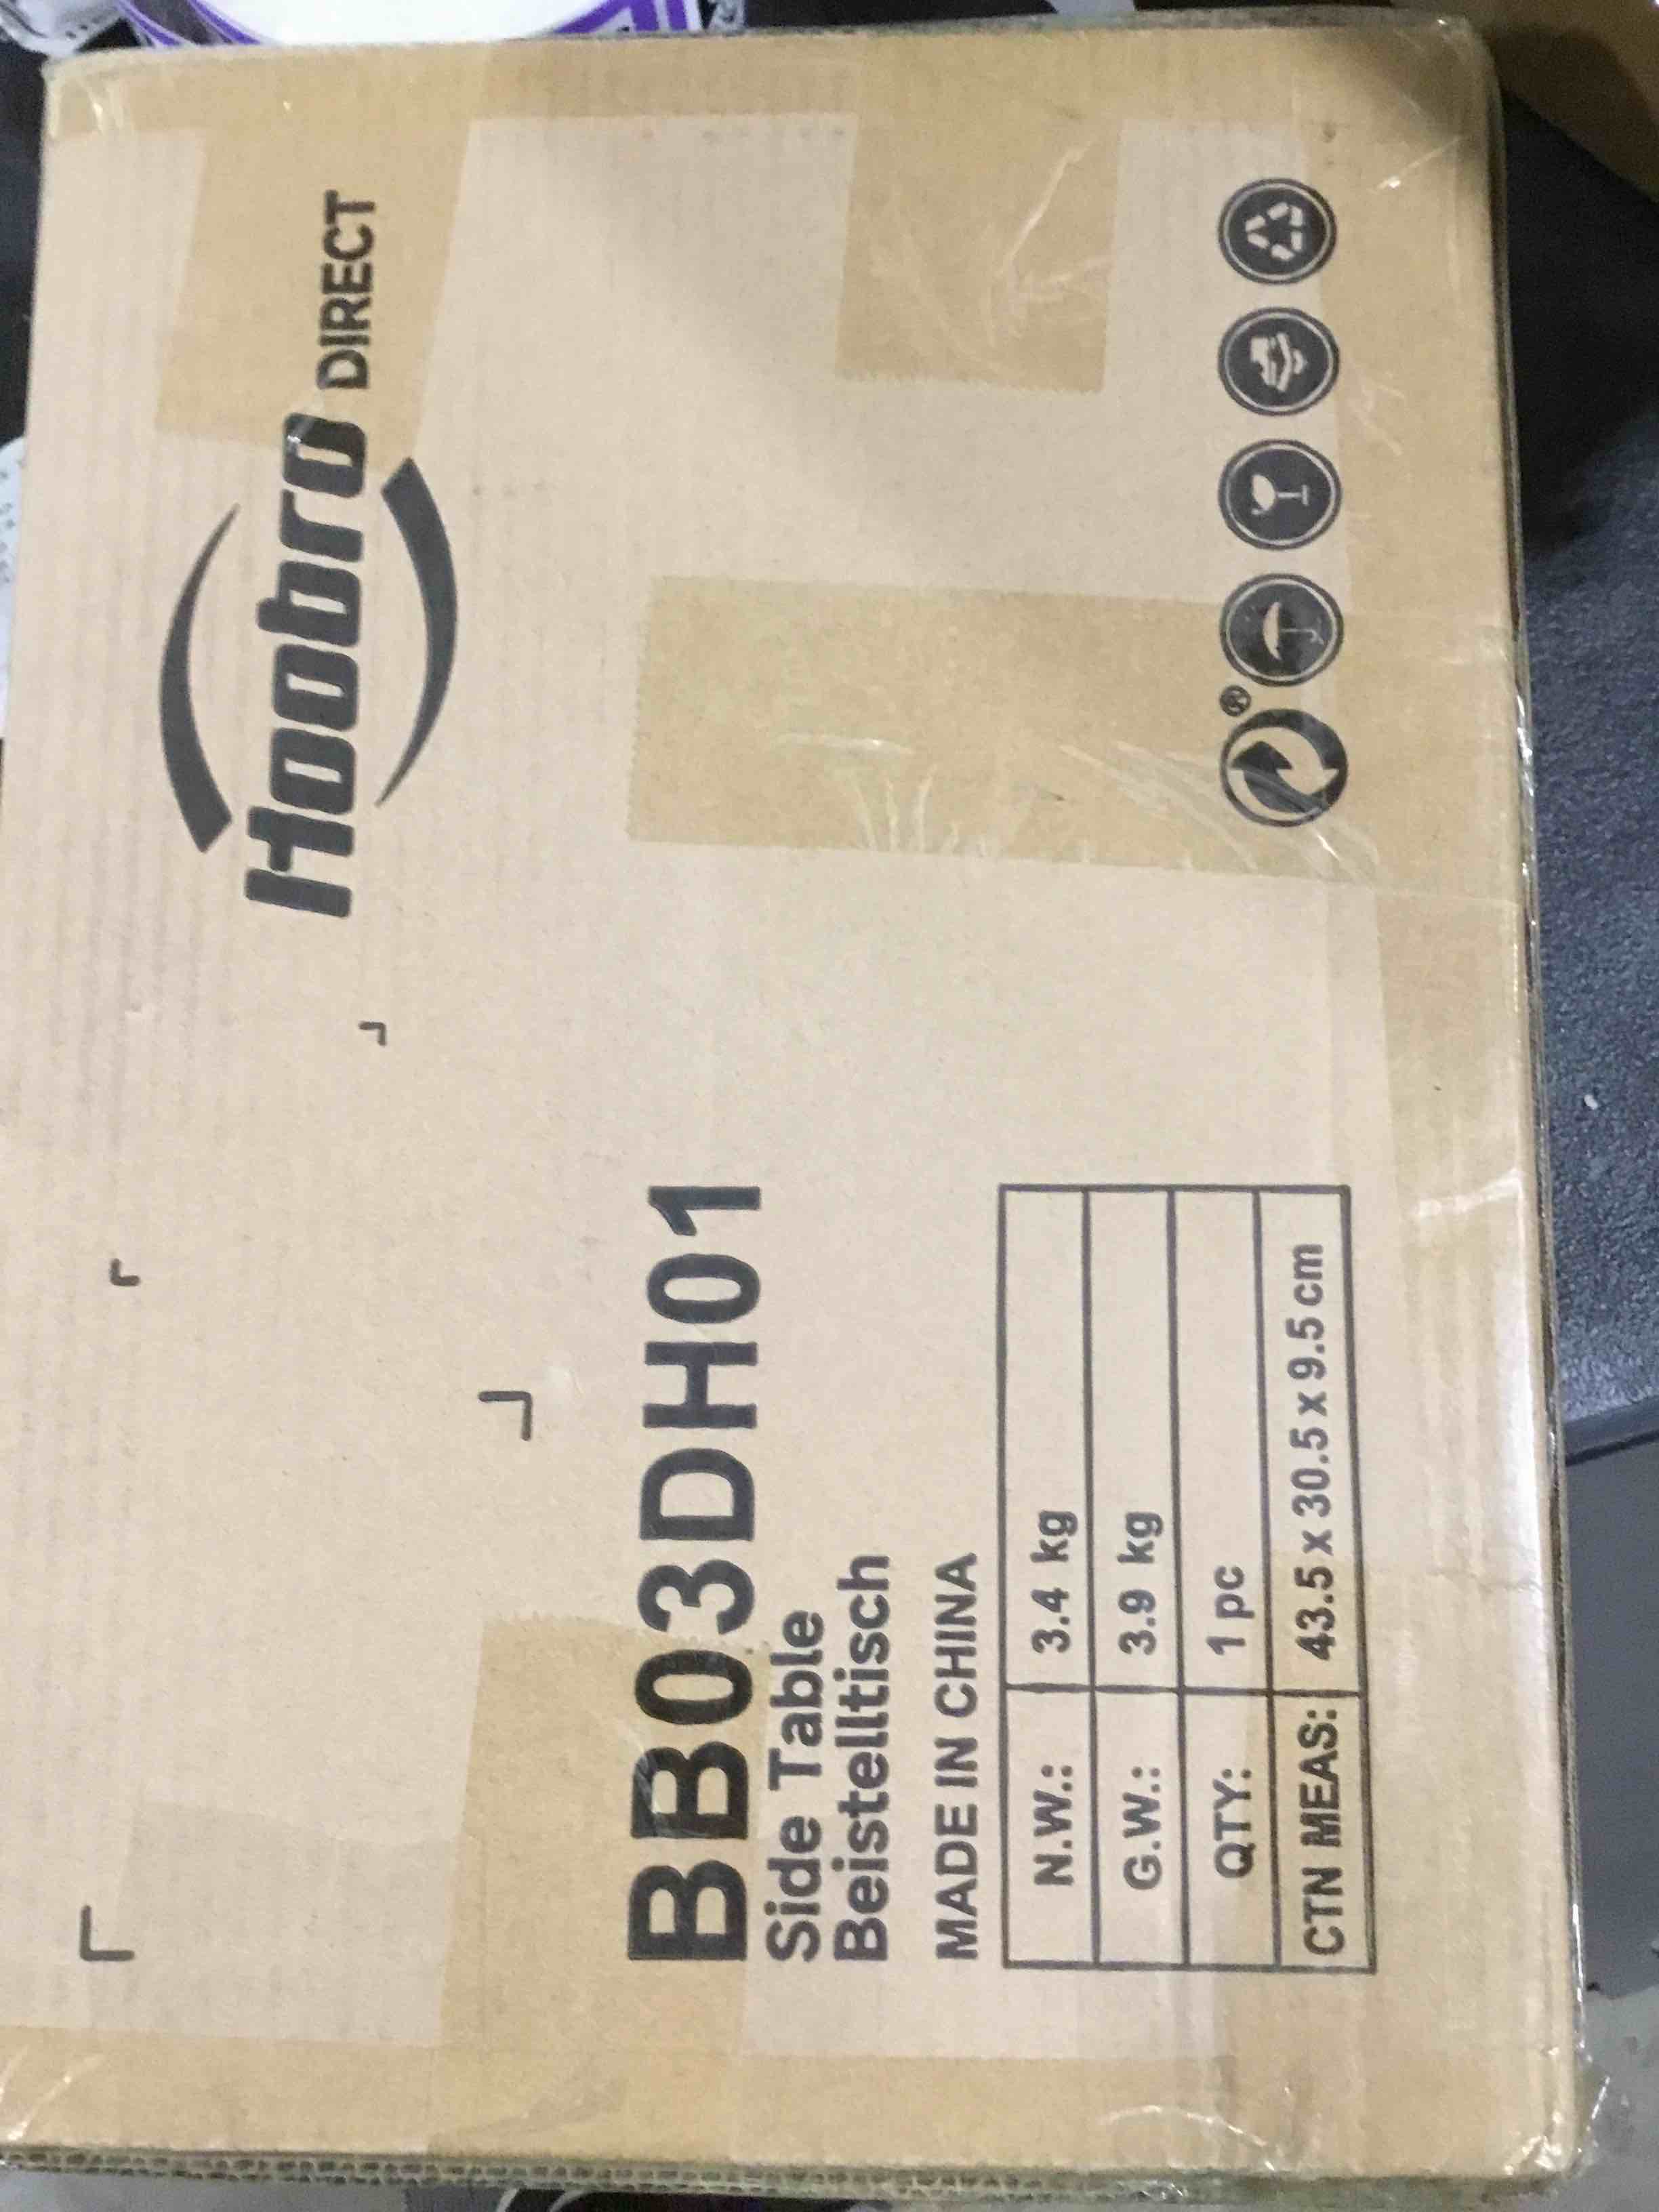 Hoobro DIRECT
BB03DH01
Side Table
Beistelltisch
MADE IN CHINA
N.W.: 3.4 kg
G.W.: 3.9 kg
QTY: 1 pc
CTN MEAS: 43.5 x 30.5 x 9.5 cm
®